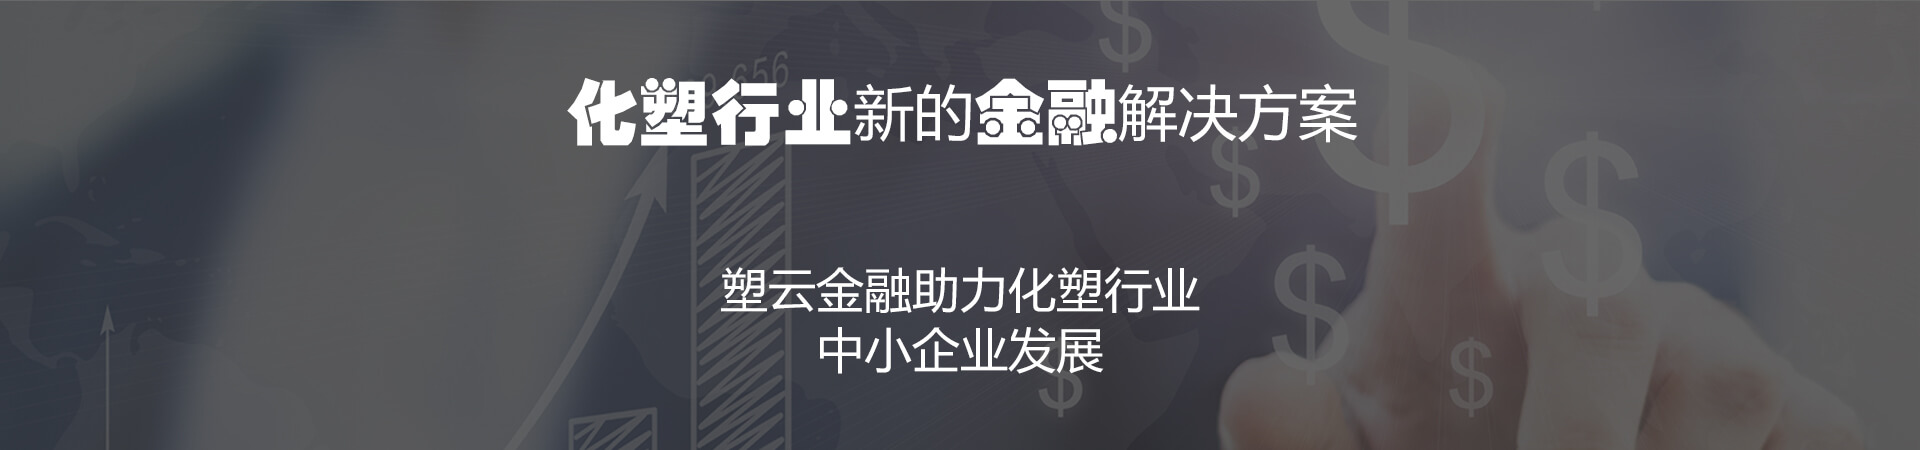 化塑行业新的金融解决方案
塑云金融助力化塑行业
中小企业发展